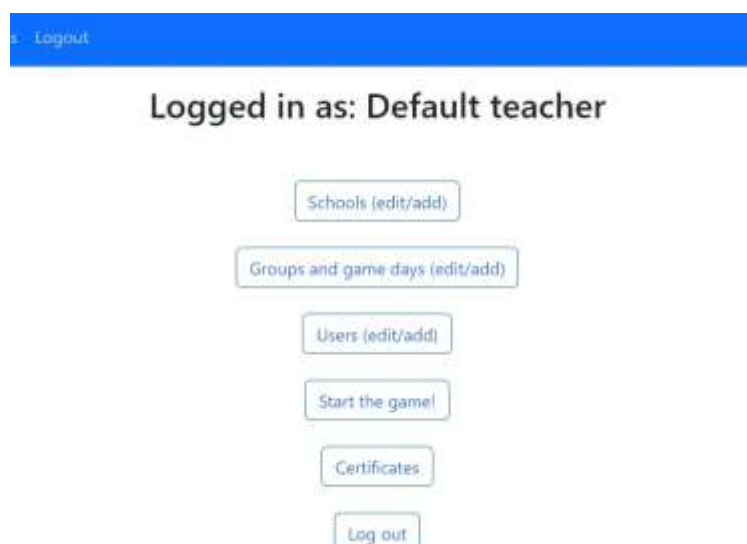 s Logout
Logged in as: Default teacher
Schools (edit/add)
Groups and game days (edit/add)
Users (edit/add)
Start the game!
Certificates
Log out